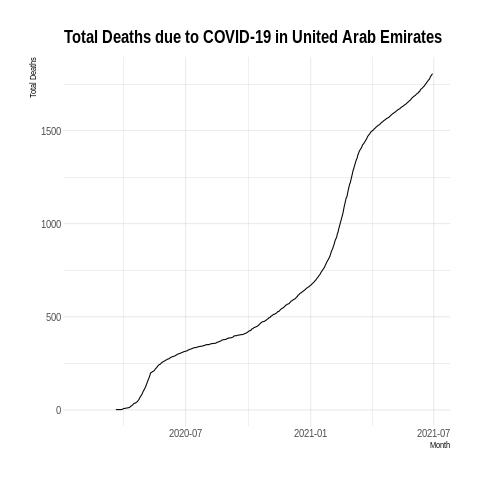 Total Deaths due to COVID-19 in United Arab Emirates
Total Deaths
1500
1000
500
0
2020-07 2021-01 2021-07
Month